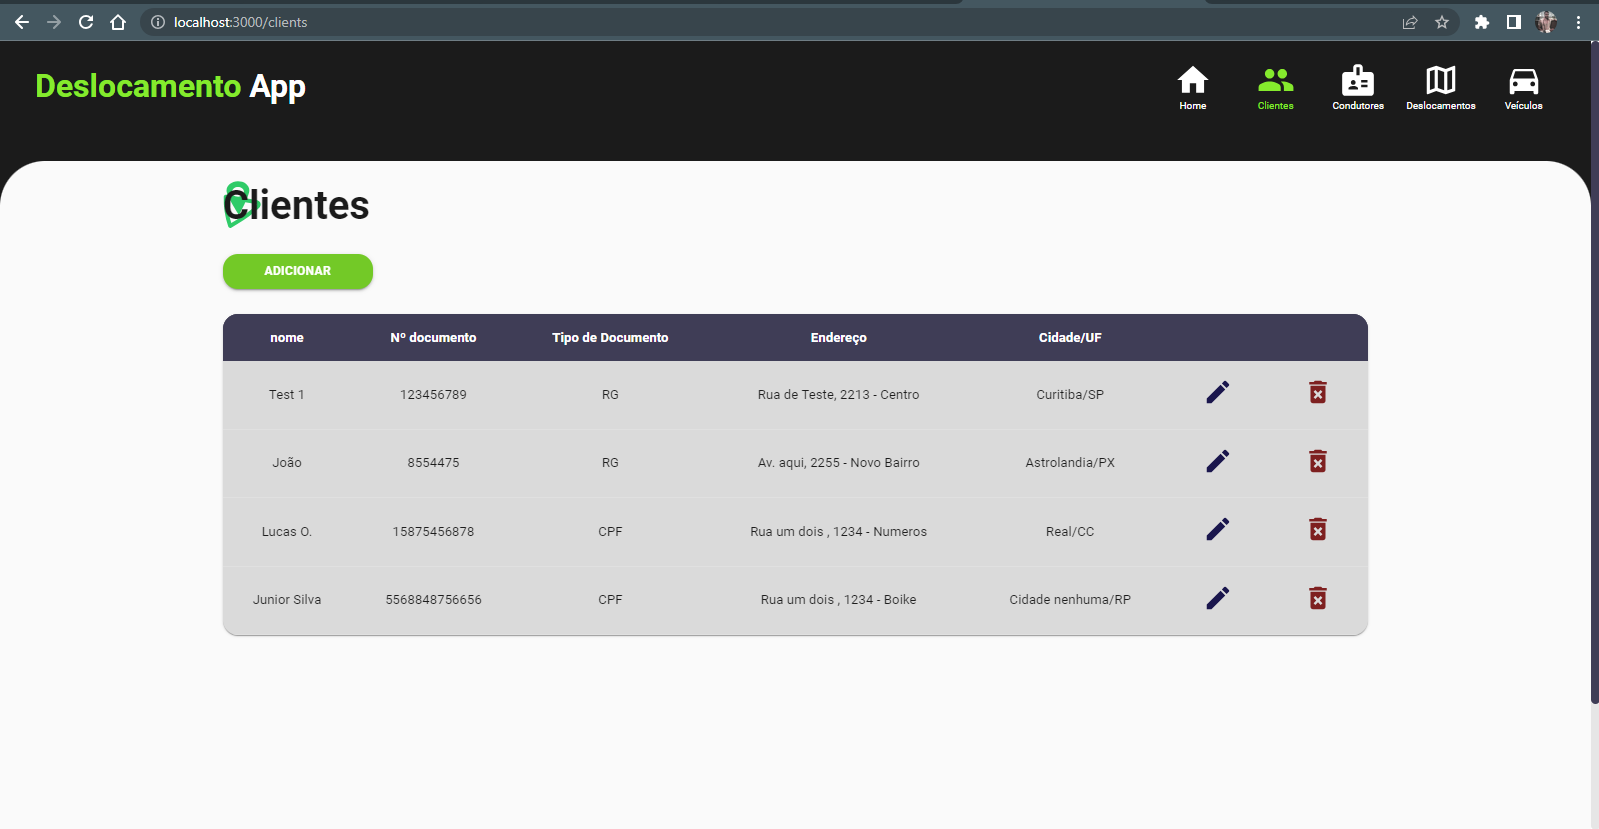 localhost:3000/clients
Deslocamento App
Home Clientes Condutores Deslocamentos Veículos
Clientes
ADICIONAR
nome Nº documento Tipo de Documento Endereço Cidade/UF
Test 1 123456789 RG Rua de Teste, 2213 - Centro Curitiba/SP
João 8554475 RG Av. aqui, 2255 - Novo Bairro Astrolandia/PX
Lucas O. 15875456878 CPF Rua um dois , 1234 - Numeros Real/CC
Junior Silva 5568848756656 CPF Rua um dois , 1234 - Boike Cidade nenhuma/RP